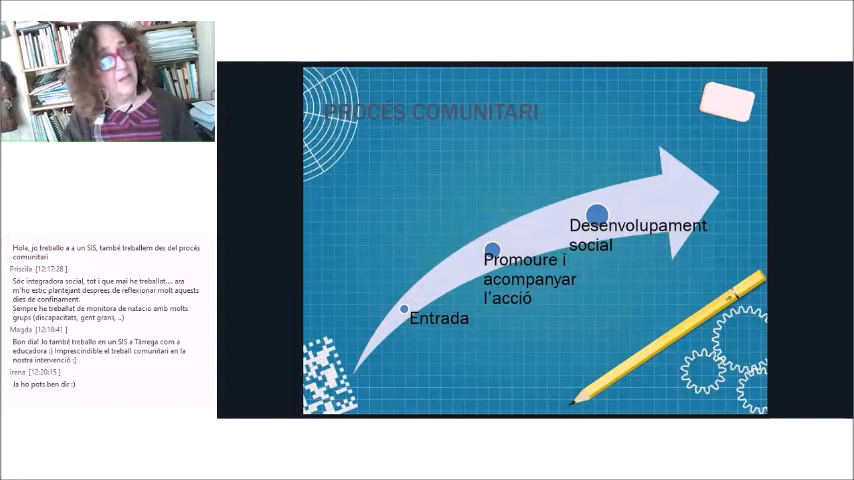 PROCÉS COMUNITARI
Desenvolupament
social
Promoure i
acompanyar
l'acció
Entrada
Hola, jo treballo a a un SIS, també treballem des del procés
comunitari
Priscila [12:17:28 ]
Sóc integradora social, tot i que mai he treballat.... ara
m'ho estic plantejant desprees de reflexionar molt aquests
dies de confinament.
Sempre he treballat de monitora de natacio amb molts
grups (discapacitats, gent grans, ..)
Magda [12:18:41 ]
Bon dia! Jo també treballo en un SIS a Tàrrega com a
educadora :) Imprescindible el treball comunitari en la
nostra intervenció :)
irena [12:20:15 ]
Ja ho pots ben dir :)